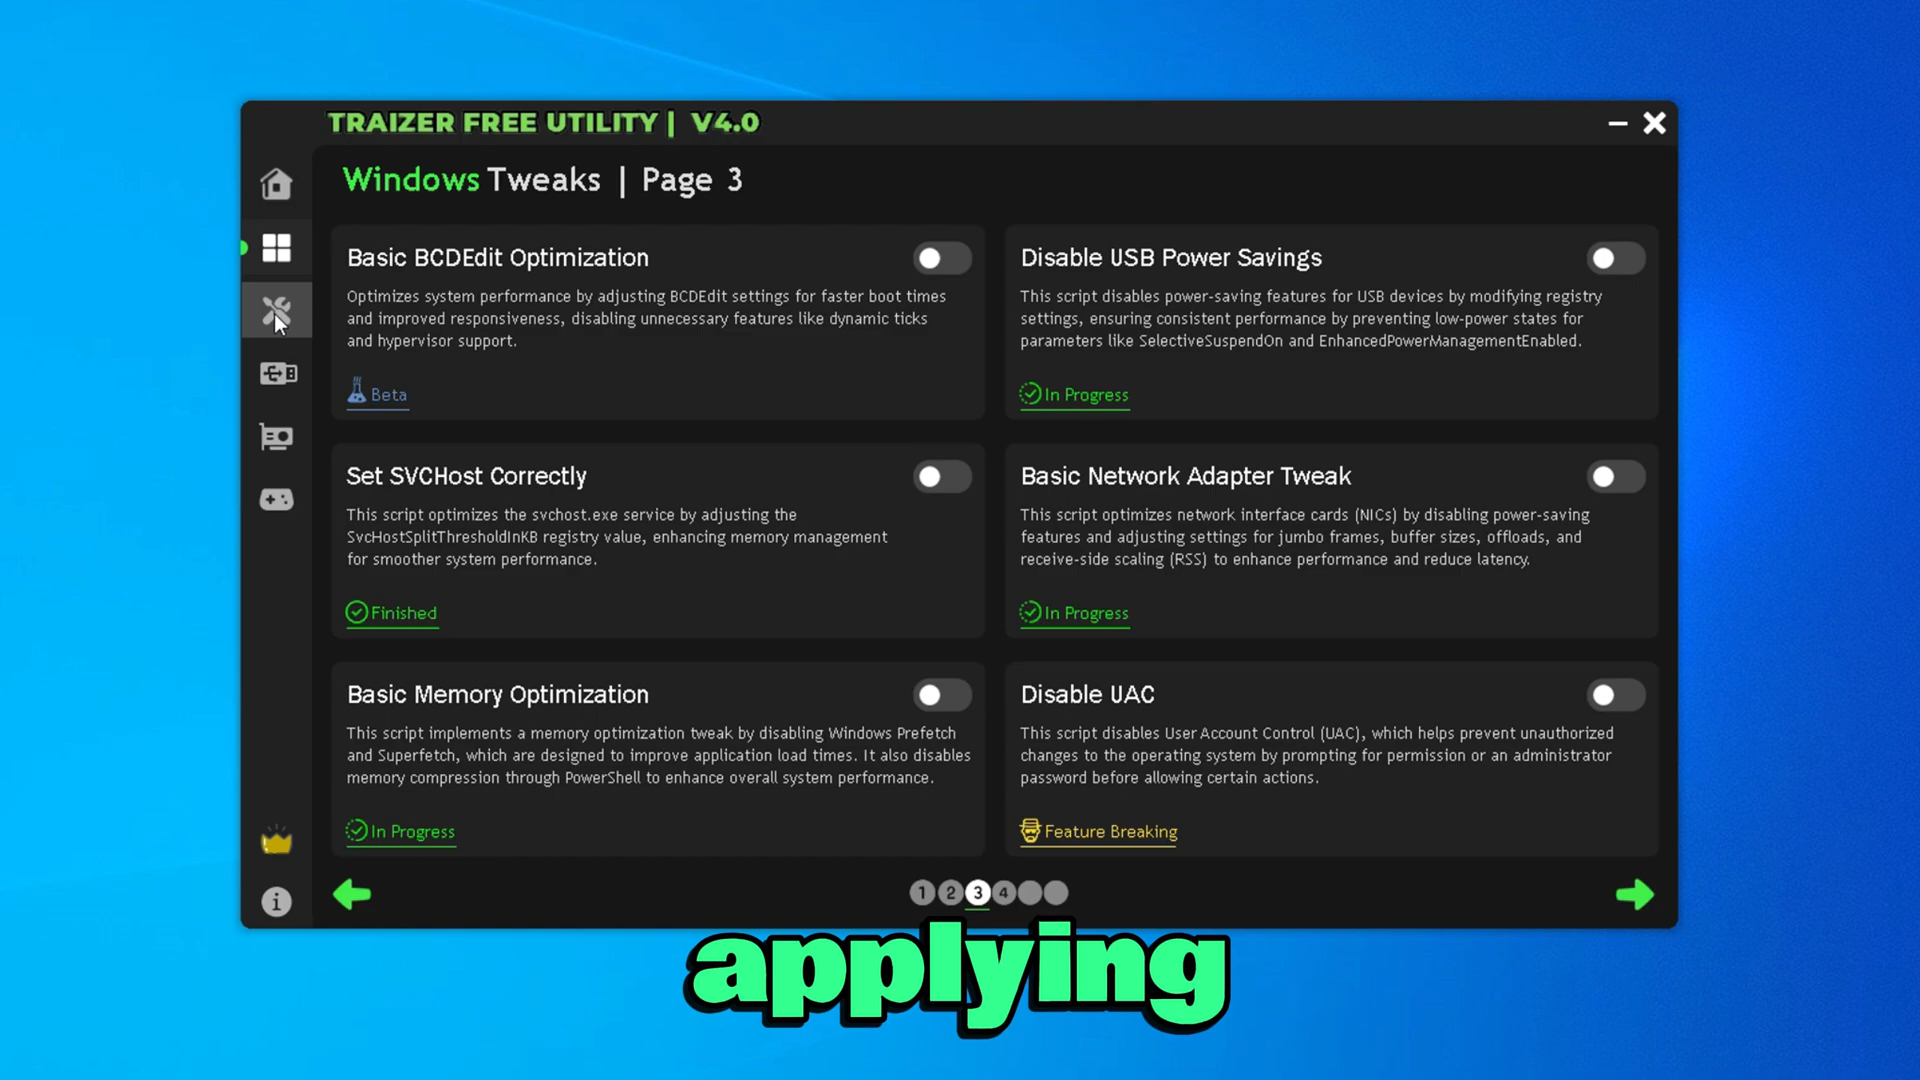 TRAIZER FREE UTILITY | V4.0
Windows Tweaks | Page 3
Basic BCDEdit Optimization
Optimizes system performance by adjusting BCDEdit settings for faster boot times
and improved responsiveness, disabling unnecessary features like dynamic ticks
and hypervisor support.
Beta
Disable USB Power Savings
This script disables power-saving features for USB devices by modifying registry
settings, ensuring consistent performance by preventing low-power states for
parameters like SelectiveSuspendOn and EnhancedPowerManagementEnabled.
In Progress
Set SVCHost Correctly
This script optimizes the svchost.exe service by adjusting the
SvcHostSplitThresholdInKB registry value, enhancing memory management
for smoother system performance.
Finished
Basic Network Adapter Tweak
This script optimizes network interface cards (NICs) by disabling power-saving
features and adjusting settings for jumbo frames, buffer sizes, offloads, and
receive-side scaling (RSS) to enhance performance and reduce latency.
In Progress
Basic Memory Optimization
This script implements a memory optimization tweak by disabling Windows Prefetch
and Superfetch, which are designed to improve application load times. It also disables
memory compression through PowerShell to enhance overall system performance.
In Progress
Disable UAC
This script disables User Account Control (UAC), which helps prevent unauthorized
changes to the operating system by prompting for permission or an administrator
password before allowing certain actions.
Feature Breaking
1 2 3 4
applying